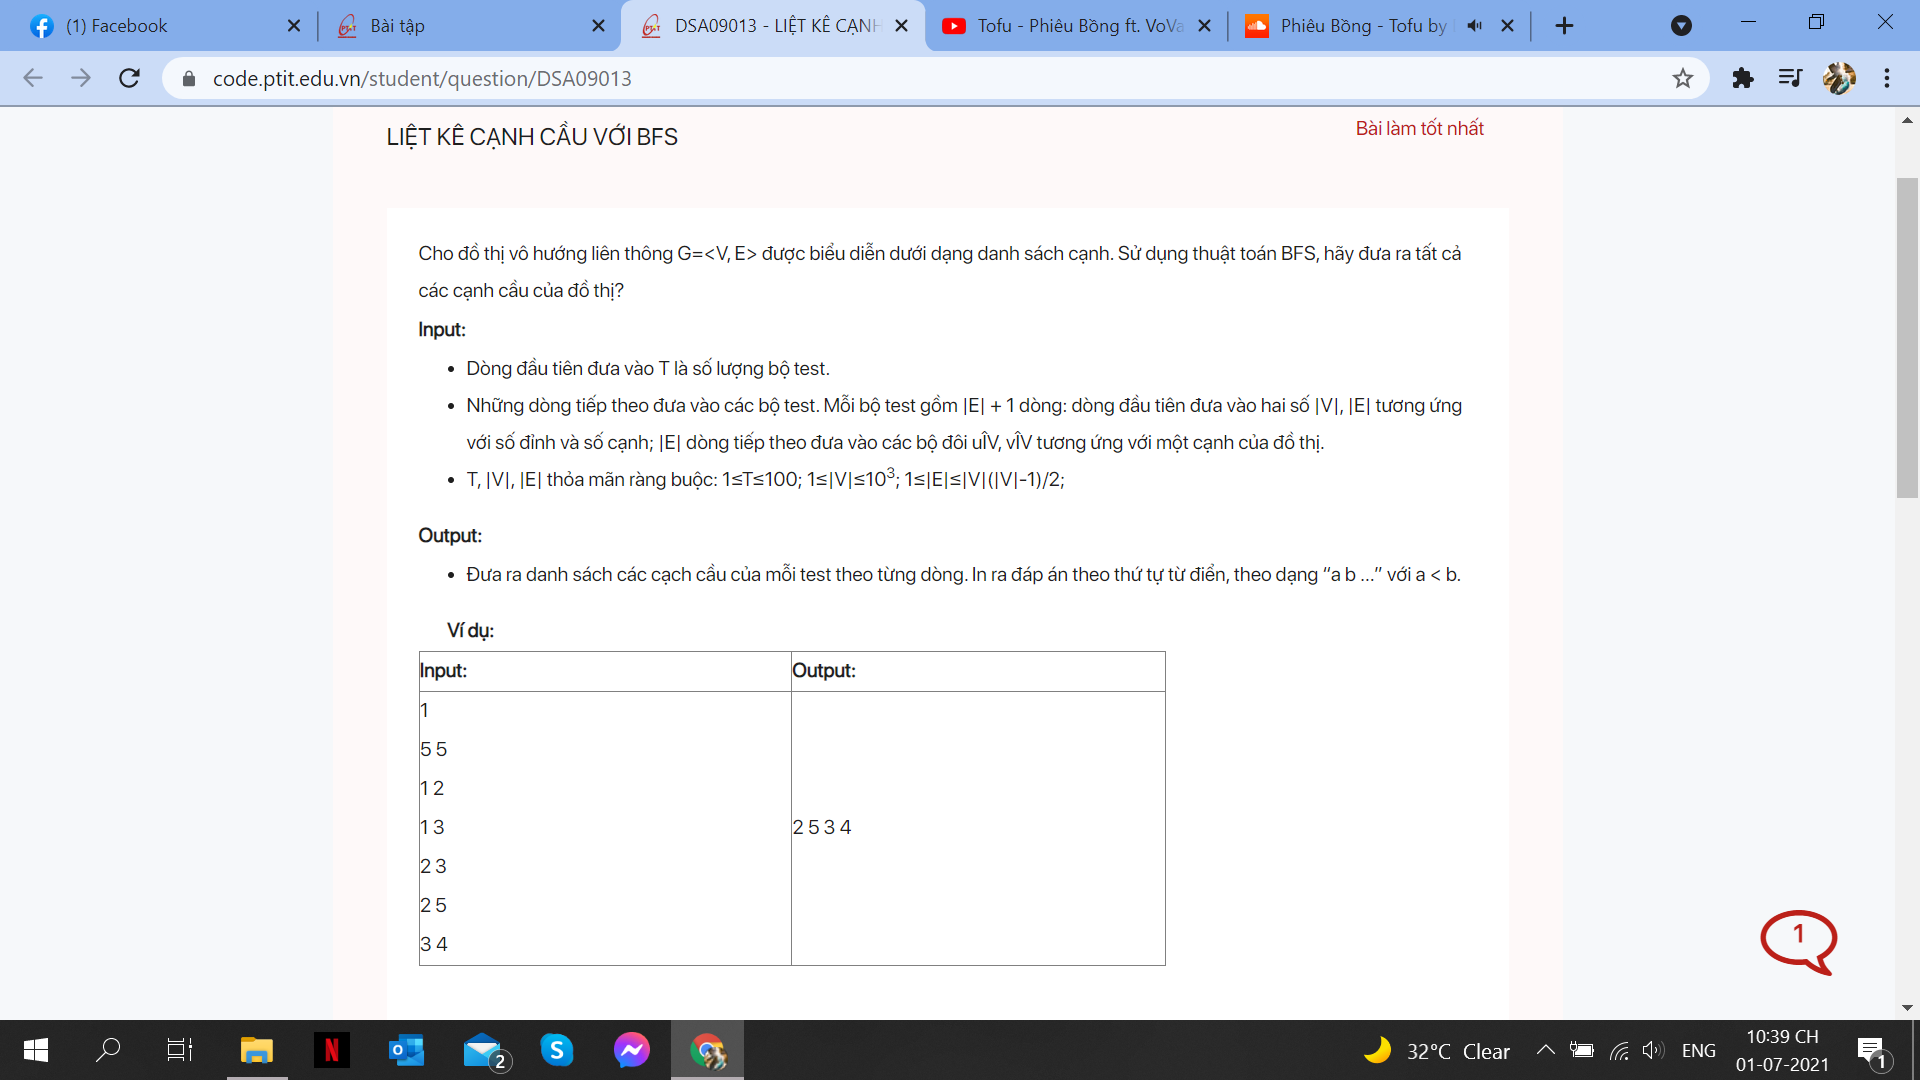 (1) Facebook
Bài tập
DSA09013 - LIỆT KÊ CẠNH
Tofu - Phiêu Bồng ft. VoVa
Phiêu Bồng - Tofu by
code.ptit.edu.vn/student/question/DSA09013
LIỆT KÊ CẠNH CẦU VỚI BFS
Bài làm tốt nhất
Cho đồ thị vô hướng liên thông G=<V, E> được biểu diễn dưới dạng danh sách cạnh. Sử dụng thuật toán BFS, hãy đưa ra tất cả
các cạnh cầu của đồ thị?
Input:
• Dòng đầu tiên đưa vào T là số lượng bộ test.
• Những dòng tiếp theo đưa vào các bộ test. Mỗi bộ test gồm |E| + 1 dòng: dòng đầu tiên đưa vào hai số |V|, |E| tương ứng
với số đỉnh và số cạnh; |E| dòng tiếp theo đưa vào các bộ đôi uÎV, vÎV tương ứng với một cạnh của đồ thị.
• T, |V|, |E| thỏa mãn ràng buộc: 1≤T≤100; 1≤|V|≤10³; 1≤|E|≤|V|(|V|-1)/2;
Output:
• Đưa ra danh sách các cạch cầu của mỗi test theo từng dòng. In ra đáp án theo thứ tự từ điển, theo dạng “a b ...” với a < b.
Ví dụ:
Input:
Output:
1
5 5
1 2
1 3
2 3
2 5
3 4
2 5 3 4
1
2
32°C Clear
ENG
10:39 CH
01-07-2021
1